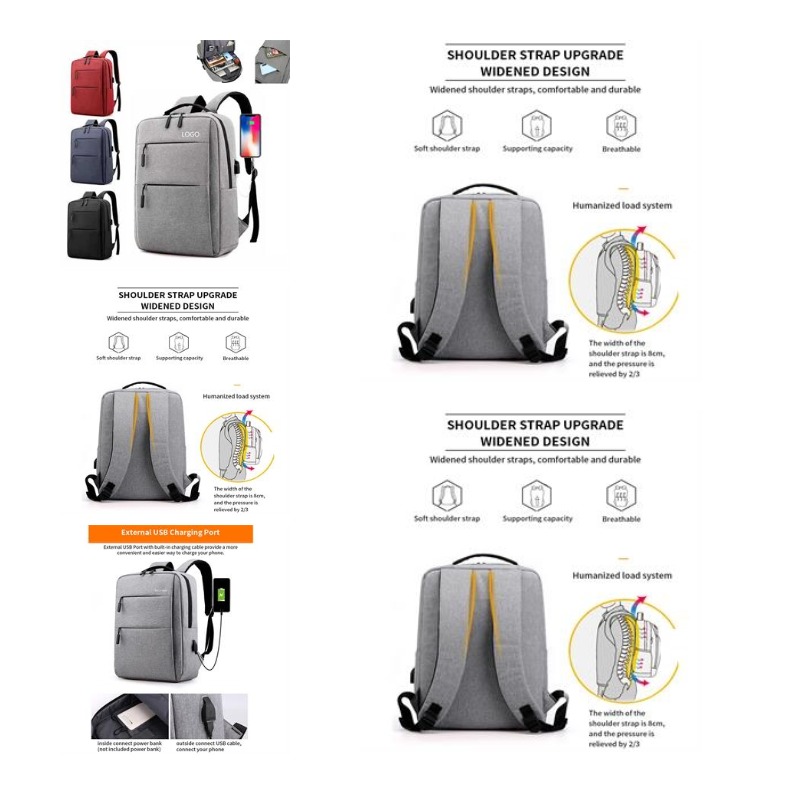 LOGO
SHOULDER STRAP UPGRADE
WIDENED DESIGN
Widened shoulder straps, comfortable and durable
Soft shoulder strap
Supporting capacity
Breathable
Humanized load system
The width of the
shoulder strap is 8cm,
and the pressure is
relieved by 2/3
External USB Charging Port
External USB Port with built-in charging cable provide a more
convenient and easier way to charge your phone.
inside connect power bank
(not included power bank)
outside connect USB cable,
connect your phone
SHOULDER STRAP UPGRADE
WIDENED DESIGN
Widened shoulder straps, comfortable and durable
Soft shoulder strap
Supporting capacity
Breathable
Humanized load system
The width of the
shoulder strap is 8cm,
and the pressure is
relieved by 2/3
SHOULDER STRAP UPGRADE
WIDENED DESIGN
Widened shoulder straps, comfortable and durable
Soft shoulder strap
Supporting capacity
Breathable
Humanized load system
The width of the
shoulder strap is 8cm,
and the pressure is
relieved by 2/3